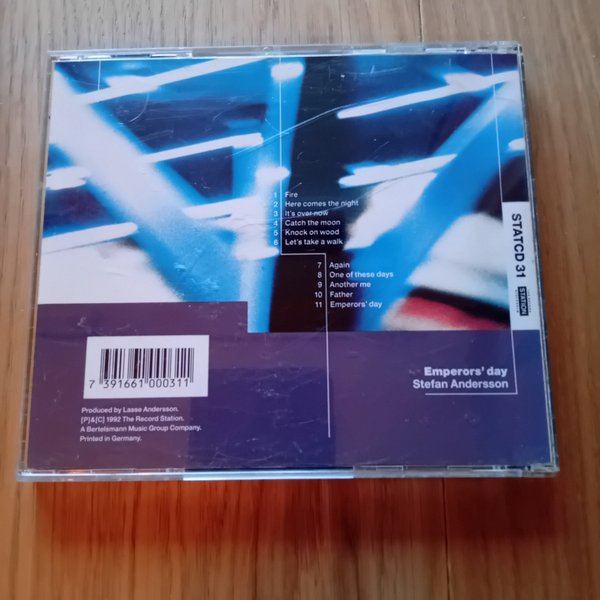 1 Fire
2 Here comes the night
3 It's over now
4 Catch the moon
5 Knock on wood
6 Let's take a walk
7 Again
8 One of these days
9 Another me
10 Father
11 Emperors' day
STATCD 31
STATION
Emperors' day
Stefan Andersson
7 391661 000311
Produced by Lasse Andersson.
[P]&[C] 1992 The Record Station.
A Bertelsmann Music Group Company.
Printed in Germany.